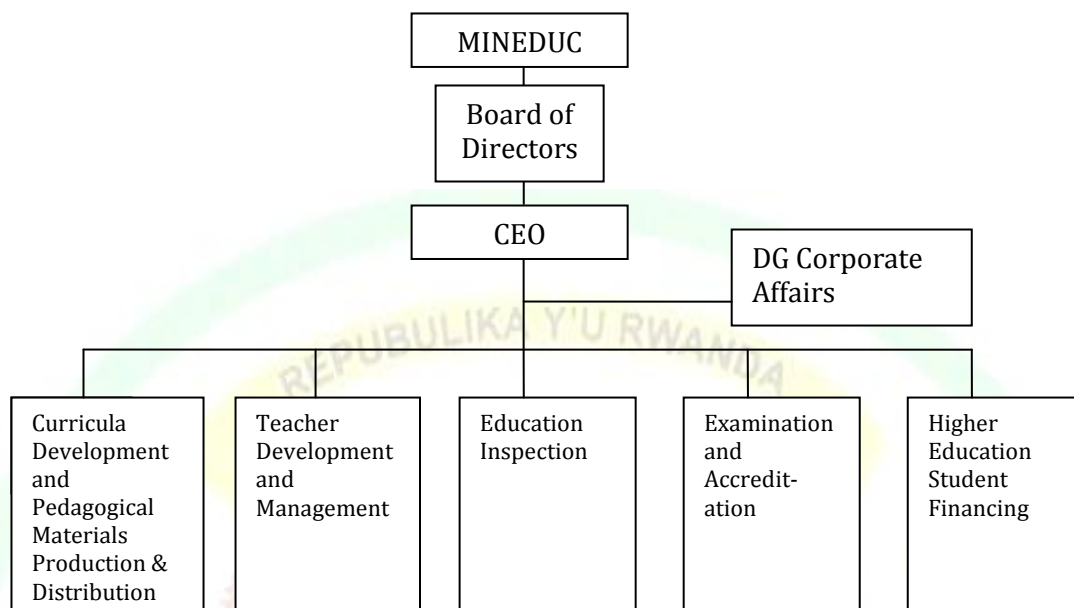 MINEDUC
Board of
Directors
CEO
DG Corporate
Affairs
REPUBULIKA Y'U RWANDA
Curricula
Development
and
Pedagogical
Materials
Production &
Distribution
Teacher
Development
and
Management
Education
Inspection
Examination
and
Accredit-
ation
Higher
Education
Student
Financing